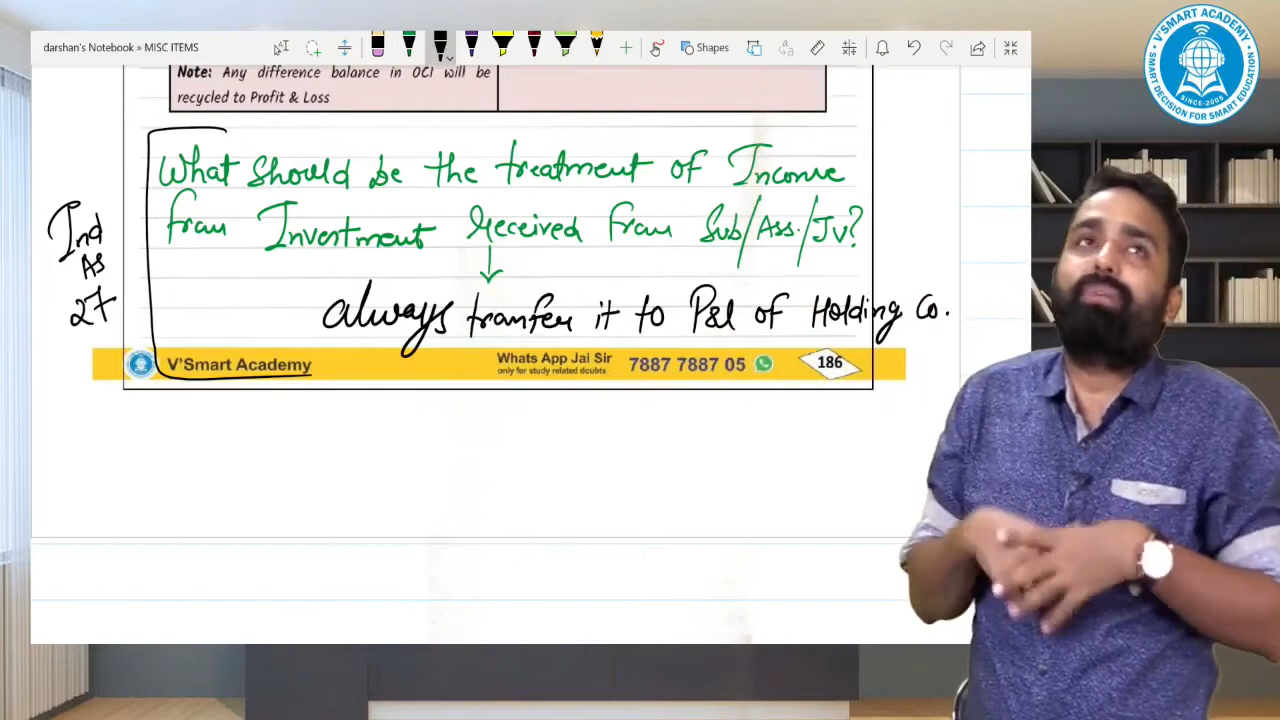 darshan's Notebook » MISC ITEMS
Shapes
Note: Any difference balance in OCI will be
recycled to Profit & Loss
What should be the treatment of Income
from Investment received from Sub/Ass./JV?
Ind
AS
27
always transfer it to P&L of Holding Co.
V'Smart Academy
Whats App Jai Sir
only for study related doubts
7887 7887 05
186
V'SMART ACADEMY
SINCE-2005
SMART DECISION FOR SMART EDUCATION